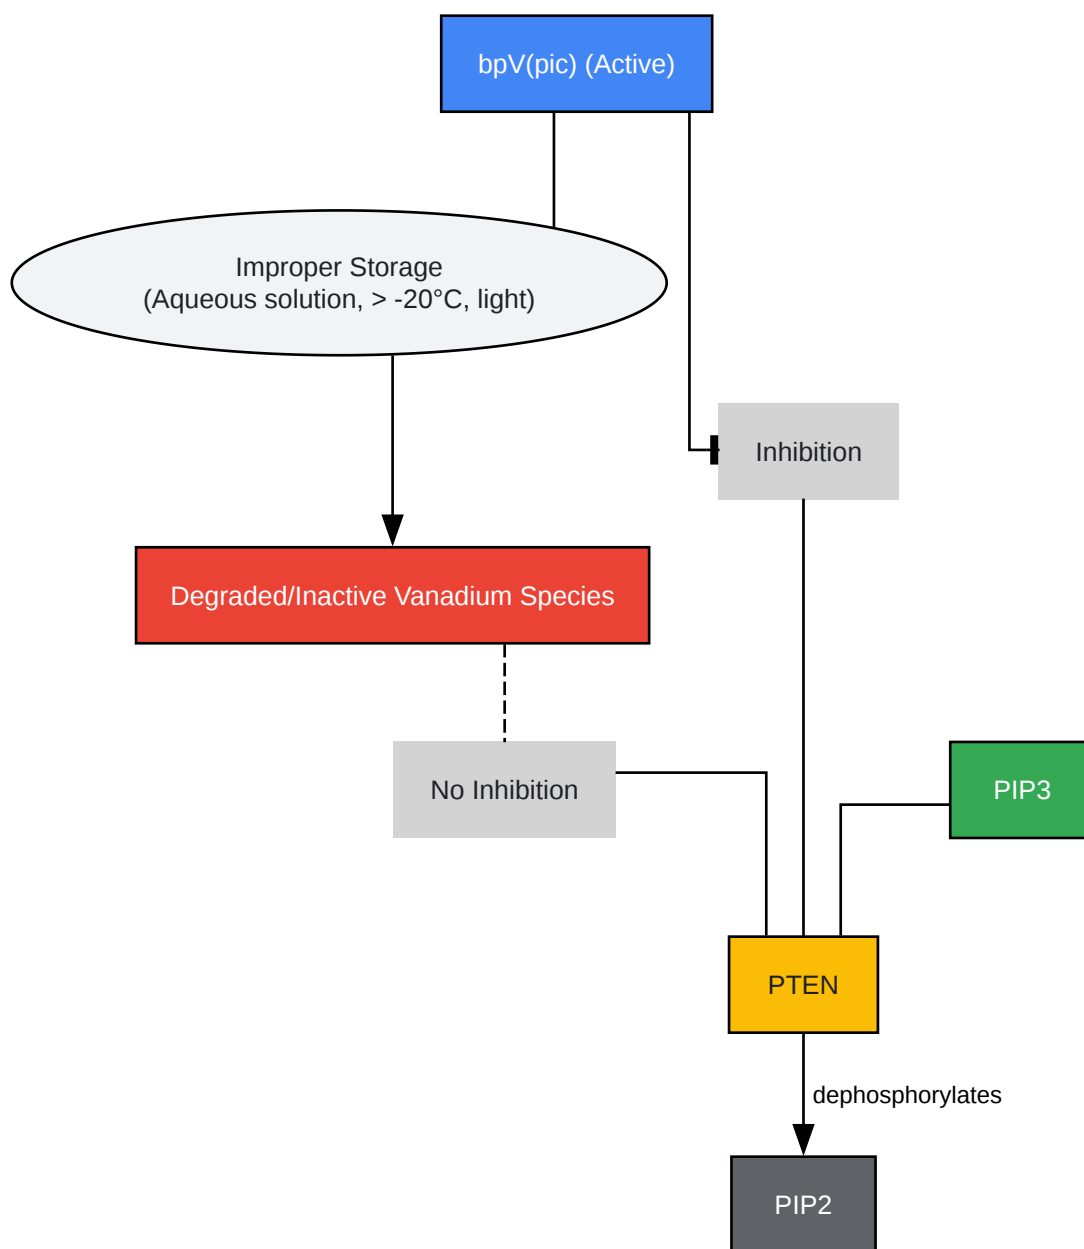 bpV(pic) (Active)
Improper Storage
(Aqueous solution, > -20°C, light)
Inhibition
Degraded/Inactive Vanadium Species
No Inhibition
PIP3
PTEN
dephosphorylates
PIP2